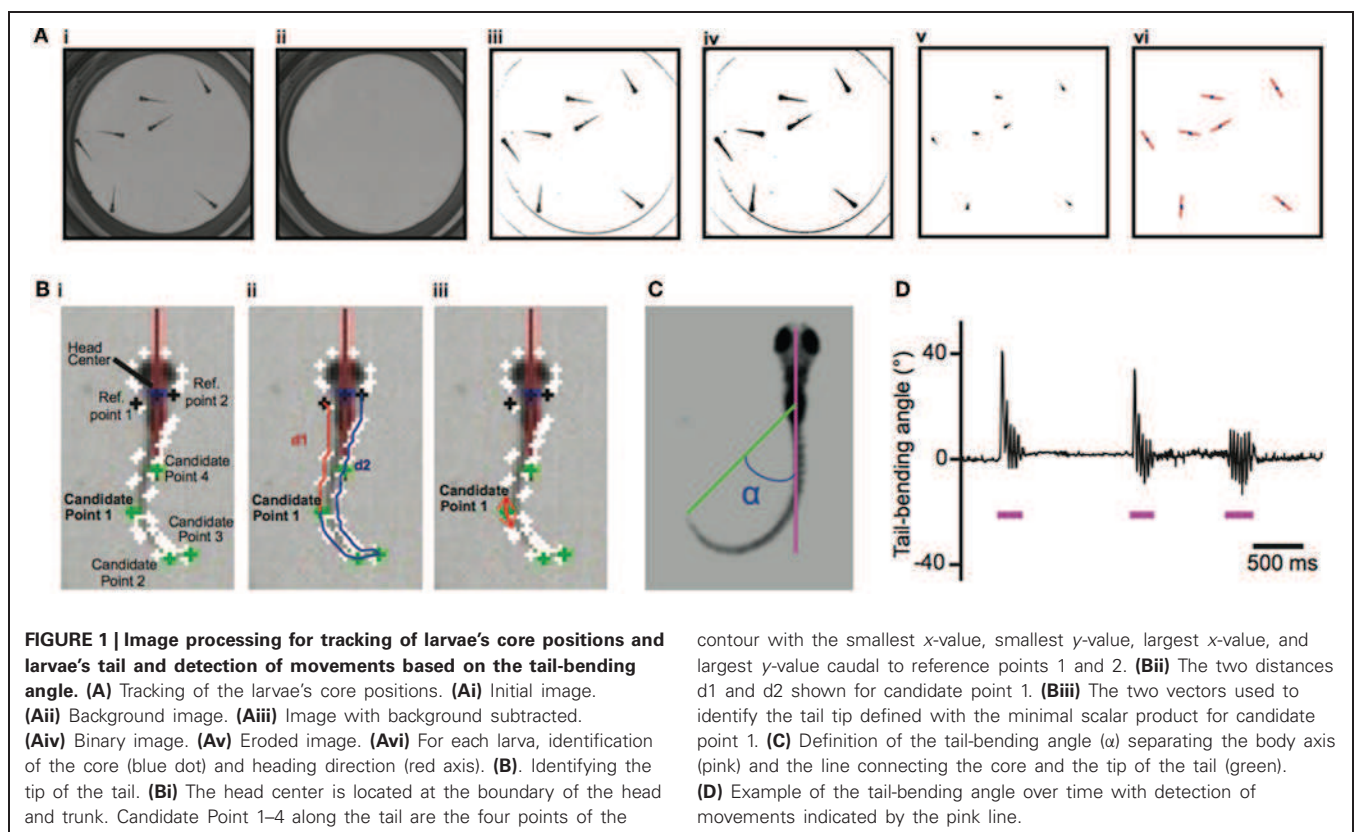 A i ii iii iv v vi
B i ii iii C D
Head
Center
Ref.
point 1
Ref.
point 2
Candidate
Point 4
Candidate
Point 1
Candidate
Point 3
Candidate
Point 2
d1
d2
Candidate
Point 1
Candidate
Point 1
α
Tail-bending angle (°)
40
0
-40
500 ms
FIGURE 1 | Image processing for tracking of larvae's core positions and
larvae's tail and detection of movements based on the tail-bending
angle. (A) Tracking of the larvae's core positions. (Ai) Initial image.
(Aii) Background image. (Aiii) Image with background subtracted.
(Aiv) Binary image. (Av) Eroded image. (Avi) For each larva, identification
of the core (blue dot) and heading direction (red axis). (B). Identifying the
tip of the tail. (Bi) The head center is located at the boundary of the head
and trunk. Candidate Point 1–4 along the tail are the four points of the
contour with the smallest x-value, smallest y-value, largest x-value, and
largest y-value caudal to reference points 1 and 2. (Bii) The two distances
d1 and d2 shown for candidate point 1. (Biii) The two vectors used to
identify the tail tip defined with the minimal scalar product for candidate
point 1. (C) Definition of the tail-bending angle (α) separating the body axis
(pink) and the line connecting the core and the tip of the tail (green).
(D) Example of the tail-bending angle over time with detection of
movements indicated by the pink line.